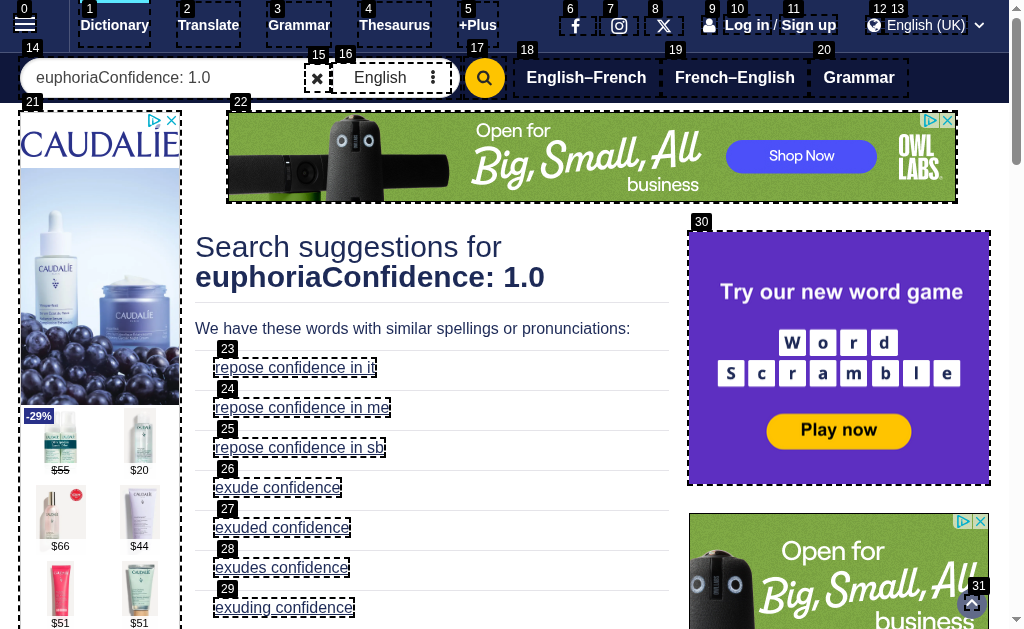 0 1 2 3 4 5 6 7 8 9 10 11 12 13
Dictionary Translate Grammar Thesaurus +Plus Log in / Sign up English (UK)
14 15 16 17 18 19 20
euphoriaConfidence: 1.0 English English–French French–English Grammar
21 22
CAUDALÍE
Open for
Big, Small, All
business
Shop Now
OWL
LABS
30
Search suggestions for
euphoriaConfidence: 1.0
We have these words with similar spellings or pronunciations:
23
repose confidence in it
24
repose confidence in me
25
repose confidence in sb
26
exude confidence
27
exuded confidence
28
exudes confidence
29
exuding confidence
CAUDALÍE
CAUDALÍE
-29%
$55 $20
$66 $44
$51 $51
Try our new word game
Word
Scramble
Play now
Open for
Big, Small, All
business
31